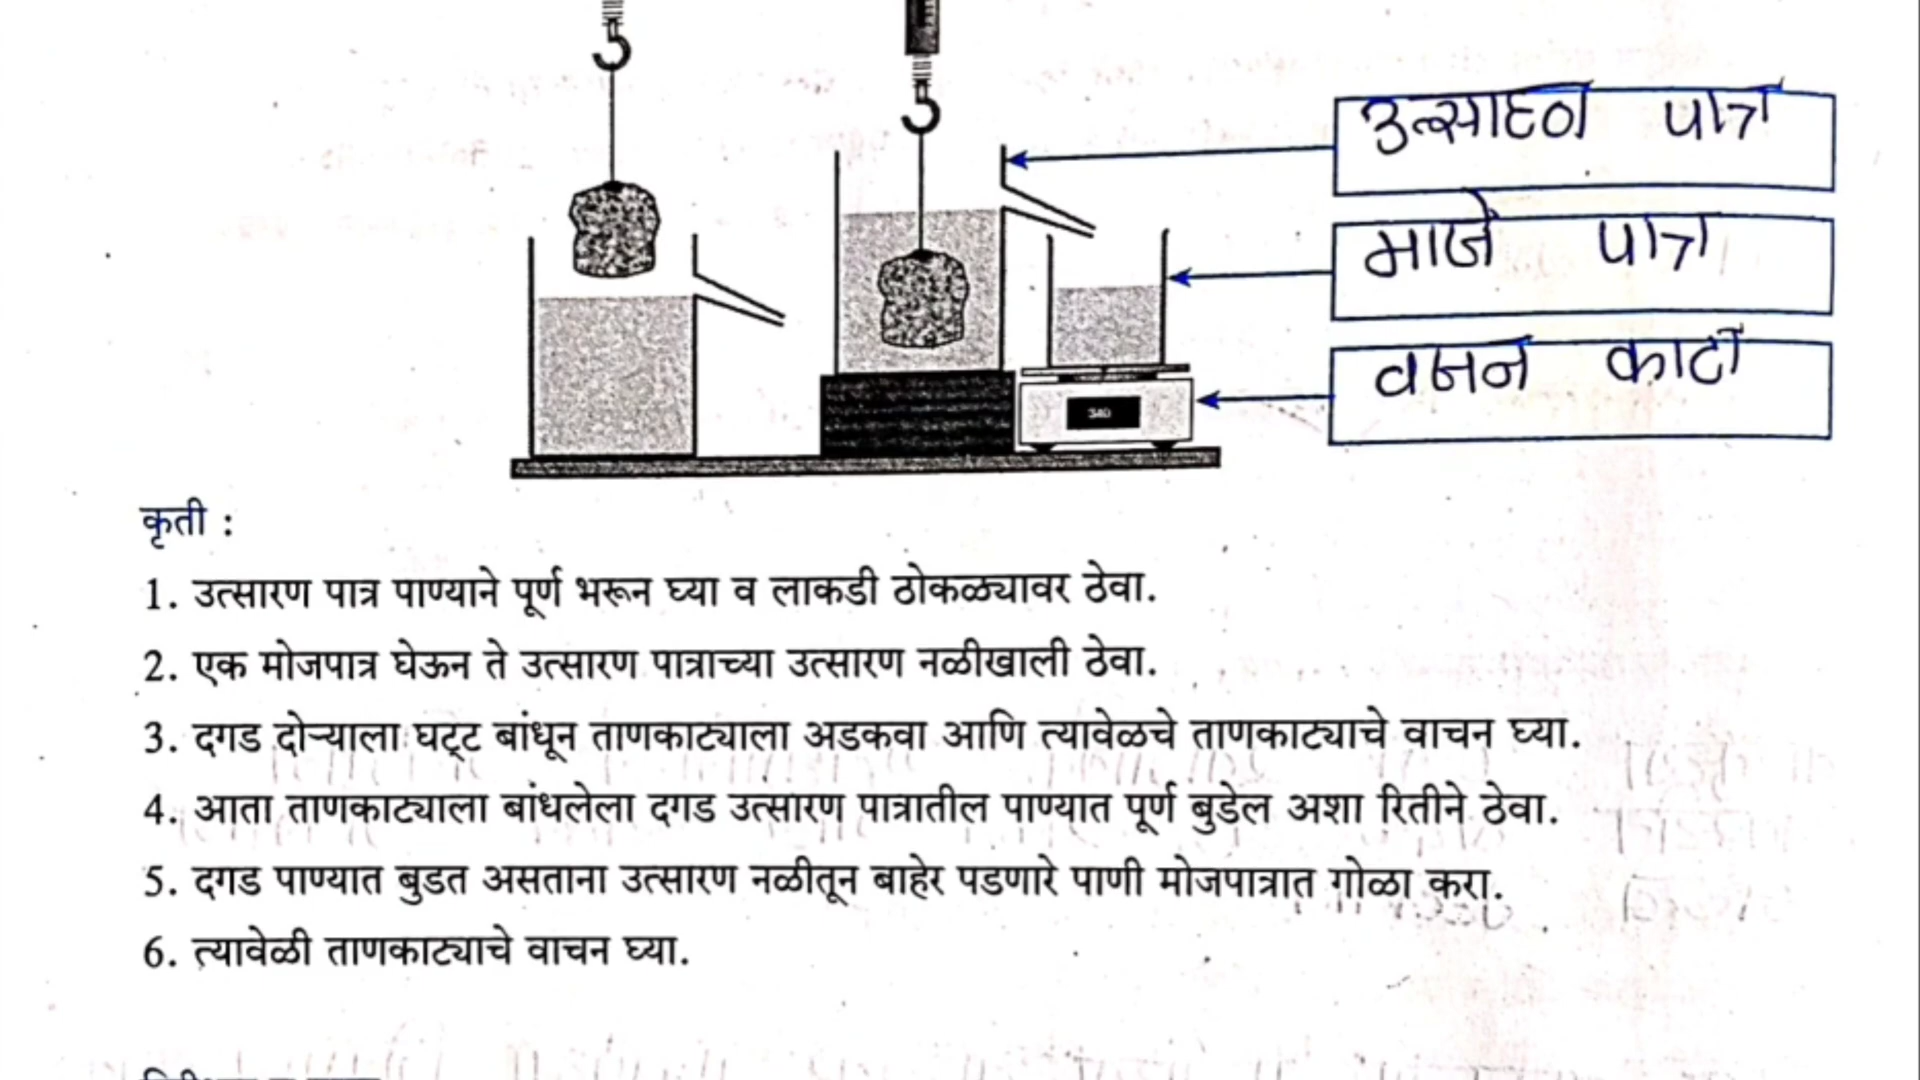 उत्सारण पात्र
मोज पात्र
वजन काटा
340
कृती :
1. उत्सारण पात्र पाण्याने पूर्ण भरून घ्या व लाकडी ठोकळ्यावर ठेवा.
2. एक मोजपात्र घेऊन ते उत्सारण पात्राच्या उत्सारण नळीखाली ठेवा.
3. दगड दोऱ्याला घट्ट बांधून ताणकाट्याला अडकवा आणि त्यावेळचे ताणकाट्याचे वाचन घ्या.
4. आता ताणकाट्याला बांधलेला दगड उत्सारण पात्रातील पाण्यात पूर्ण बुडेल अशा रितीने ठेवा.
5. दगड पाण्यात बुडत असताना उत्सारण नळीतून बाहेर पडणारे पाणी मोजपात्रात गोळा करा.
6. त्यावेळी ताणकाट्याचे वाचन घ्या.